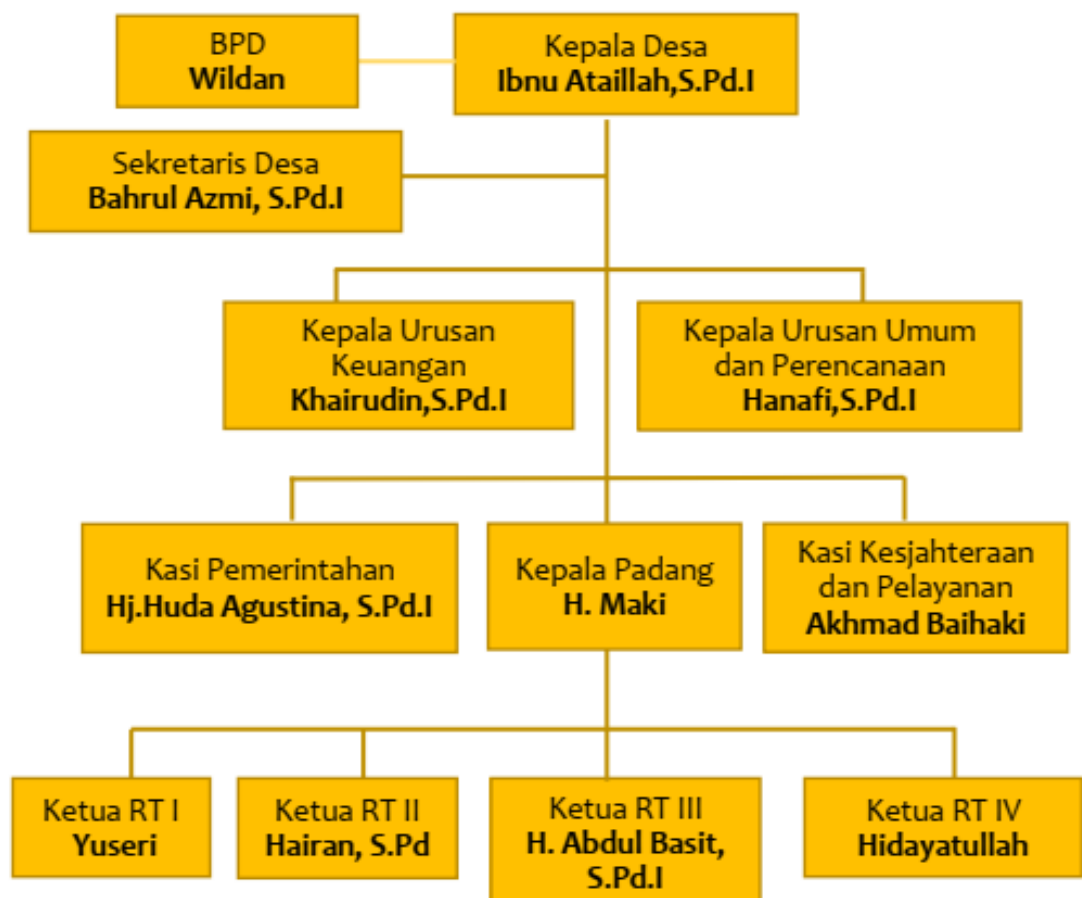 BPD
Wildan
Kepala Desa
Ibnu Ataillah,S.Pd.I
Sekretaris Desa
Bahrul Azmi, S.Pd.I
Kepala Urusan
Keuangan
Khairudin,S.Pd.I
Kepala Urusan Umum
dan Perencanaan
Hanafi,S.Pd.I
Kasi Pemerintahan
Hj.Huda Agustina, S.Pd.I
Kepala Padang
H. Maki
Kasi Kesjahteraan
dan Pelayanan
Akhmad Baihaki
Ketua RT I
Yuseri
Ketua RT II
Hairan, S.Pd
Ketua RT III
H. Abdul Basit,
S.Pd.I
Ketua RT IV
Hidayatullah